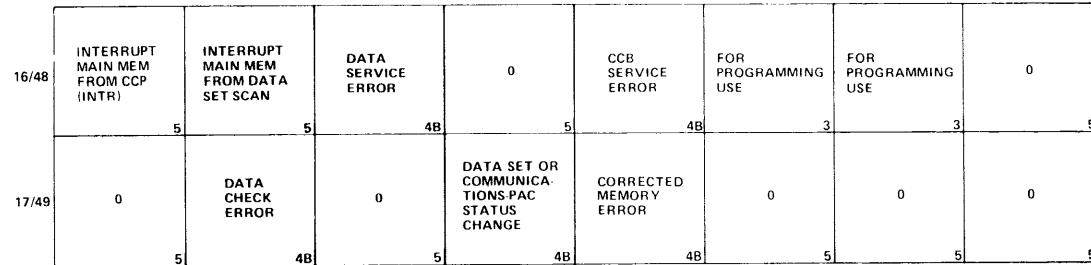 16/48
INTERRUPT
MAIN MEM
FROM CCP
(INTR)
5
INTERRUPT
MAIN MEM
FROM DATA
SET SCAN
5
DATA
SERVICE
ERROR
4B
0
5
CCB
SERVICE
ERROR
4B
FOR
PROGRAMMING
USE
3
FOR
PROGRAMMING
USE
3
0
5
17/49
0
5
DATA
CHECK
ERROR
4B
0
5
DATA SET OR
COMMUNICA-
TIONS-PAC
STATUS
CHANGE
4B
CORRECTED
MEMORY
ERROR
4B
0
5
0
5
0
5